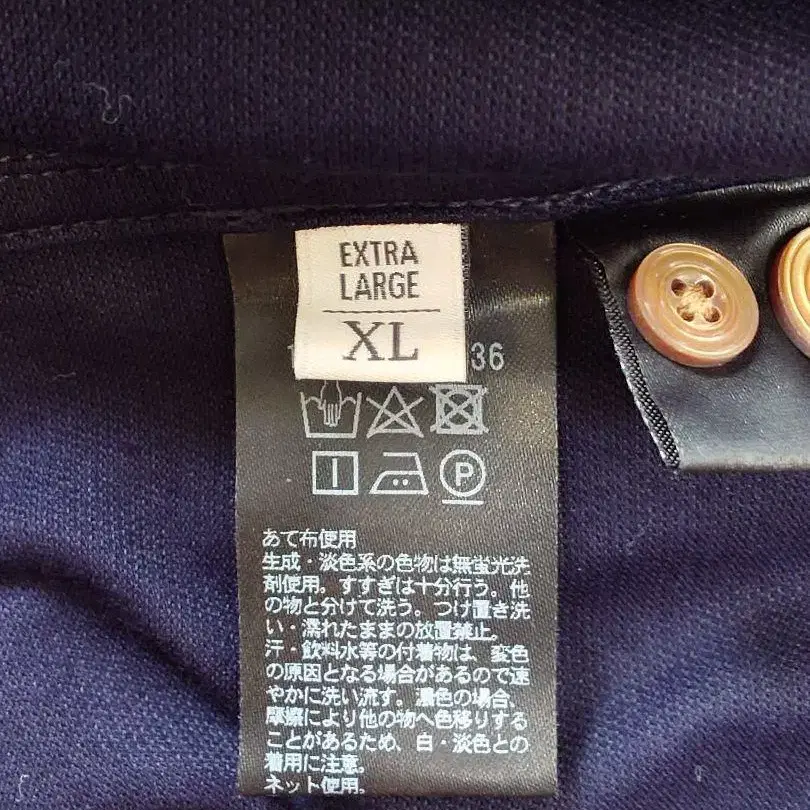 EXTRA
LARGE
XL
36
P
あて布使用
生成・淡色系の色物は無蛍光洗
剤使用。すすぎは十分行う。他
の物と分けて洗う。つけ置き洗
い・濡れたままの放置禁止。
汗・飲料水等の付着物は、変色
の原因となる場合があるので速
やかに洗い流す。濃色の場合、
摩擦により他の物へ色移りする
ことがあるため、白・淡色との
着用に注意。
ネット使用。